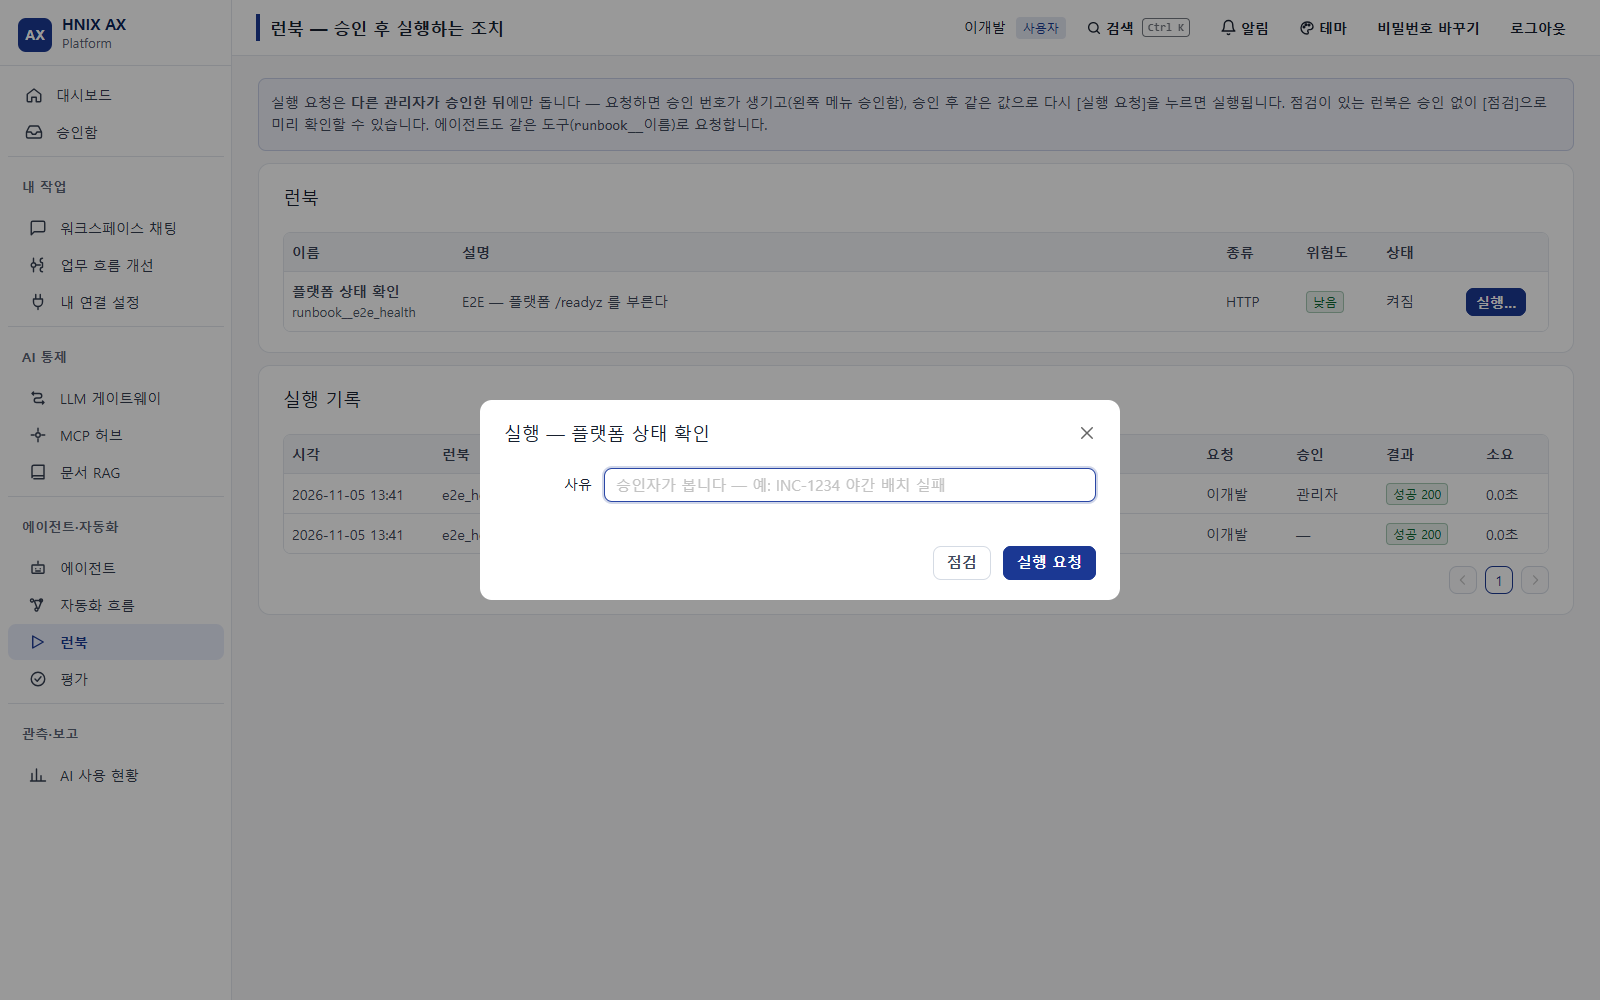 AX
HNIX AX
Platform
대시보드
승인함
내 작업
워크스페이스 채팅
업무 흐름 개선
내 연결 설정
AI 통제
LLM 게이트웨이
MCP 허브
문서 RAG
에이전트·자동화
에이전트
자동화 흐름
런북
평가
관측·보고
AI 사용 현황
런북 — 승인 후 실행하는 조치
이개발 사용자 검색 Ctrl K 알림 테마 비밀번호 바꾸기 로그아웃
실행 요청은 다른 관리자가 승인한 뒤에만 돕니다 — 요청하면 승인 번호가 생기고(왼쪽 메뉴 승인함), 승인 후 같은 값으로 다시 [실행 요청]을 누르면 실행됩니다. 점검이 있는 런북은 승인 없이 [점검]으로
미리 확인할 수 있습니다. 에이전트도 같은 도구(runbook__이름)로 요청합니다.
런북
이름 설명 종류 위험도 상태
플랫폼 상태 확인
runbook__e2e_health
E2E — 플랫폼 /readyz 를 부른다 HTTP 낮음 켜짐 실행...
실행 기록
시각 런북 요청 승인 결과 소요
2026-11-05 13:41 e2e_h 이개발 관리자 성공 200 0.0초
2026-11-05 13:41 e2e_h 이개발 — 성공 200 0.0초
1
실행 — 플랫폼 상태 확인
사유 승인자가 봅니다 — 예: INC-1234 야간 배치 실패
점검 실행 요청